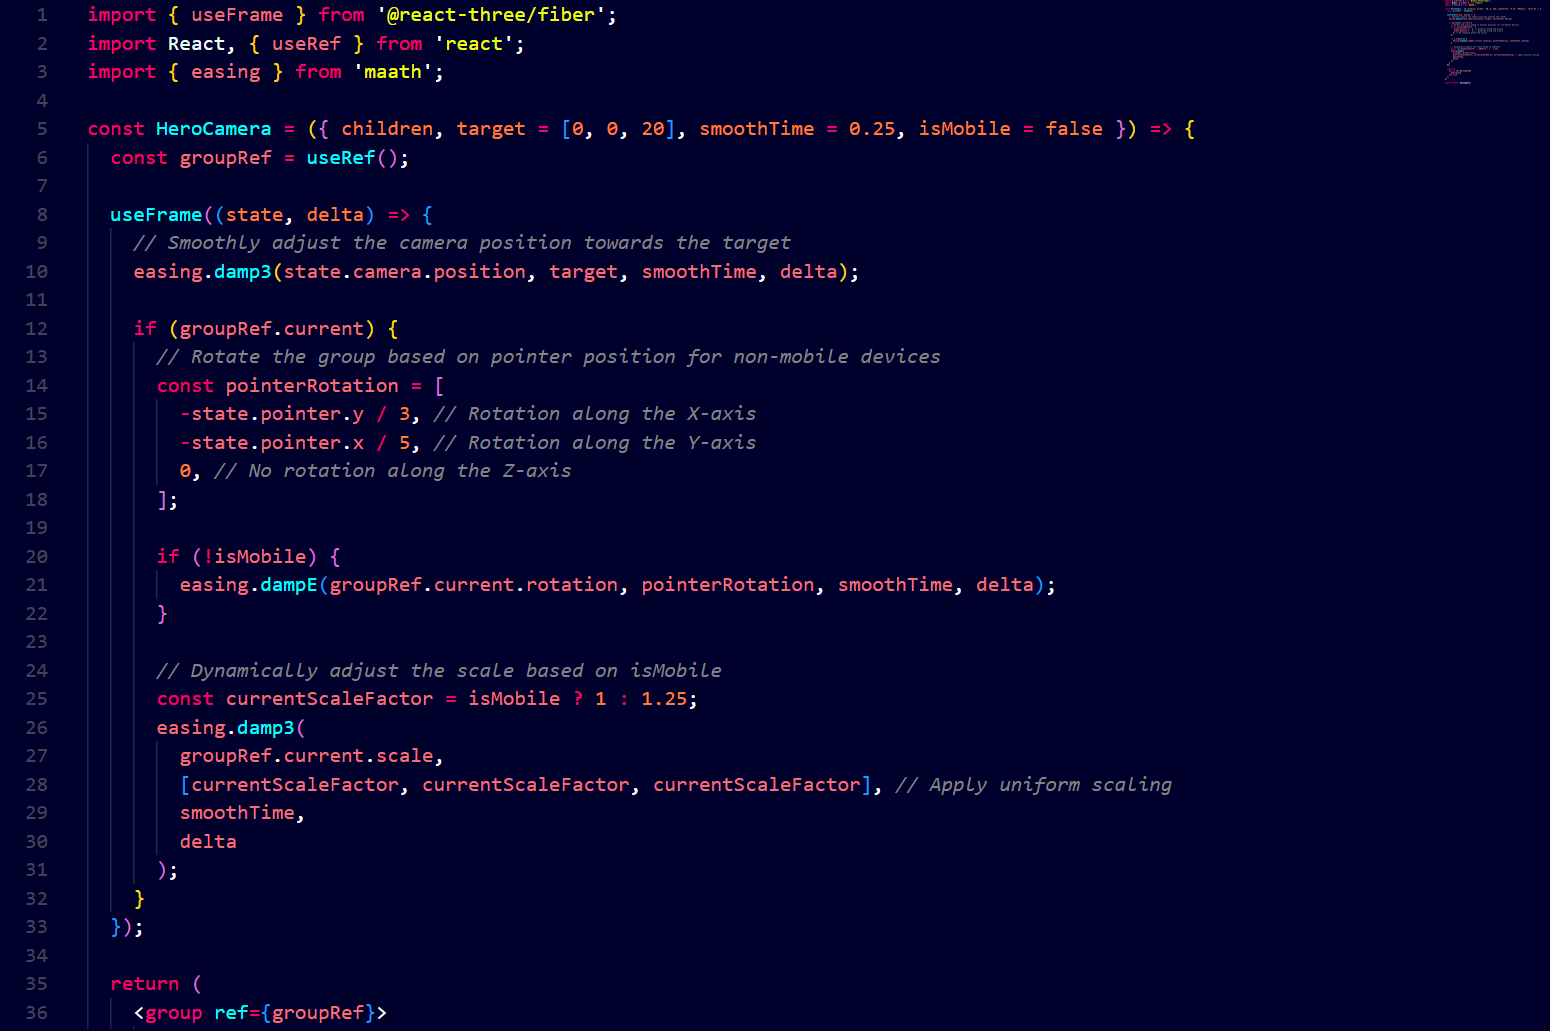 1 import { useFrame } from '@react-three/fiber';
2 import React, { useRef } from 'react';
3 import { easing } from 'maath';
4
5 const HeroCamera = ({ children, target = [0, 0, 20], smoothTime = 0.25, isMobile = false }) => {
6 const groupRef = useRef();
7
8 useFrame((state, delta) => {
9 // Smoothly adjust the camera position towards the target
10 easing.damp3(state.camera.position, target, smoothTime, delta);
11
12 if (groupRef.current) {
13 // Rotate the group based on pointer position for non-mobile devices
14 const pointerRotation = [
15 -state.pointer.y / 3, // Rotation along the X-axis
16 -state.pointer.x / 5, // Rotation along the Y-axis
17 0, // No rotation along the Z-axis
18 ];
19
20 if (!isMobile) {
21 easing.dampE(groupRef.current.rotation, pointerRotation, smoothTime, delta);
22 }
23
24 // Dynamically adjust the scale based on isMobile
25 const currentScaleFactor = isMobile ? 1 : 1.25;
26 easing.damp3(
27 groupRef.current.scale,
28 [currentScaleFactor, currentScaleFactor, currentScaleFactor], // Apply uniform scaling
29 smoothTime,
30 delta
31 );
32 }
33 });
34
35 return (
36 <group ref={groupRef}>